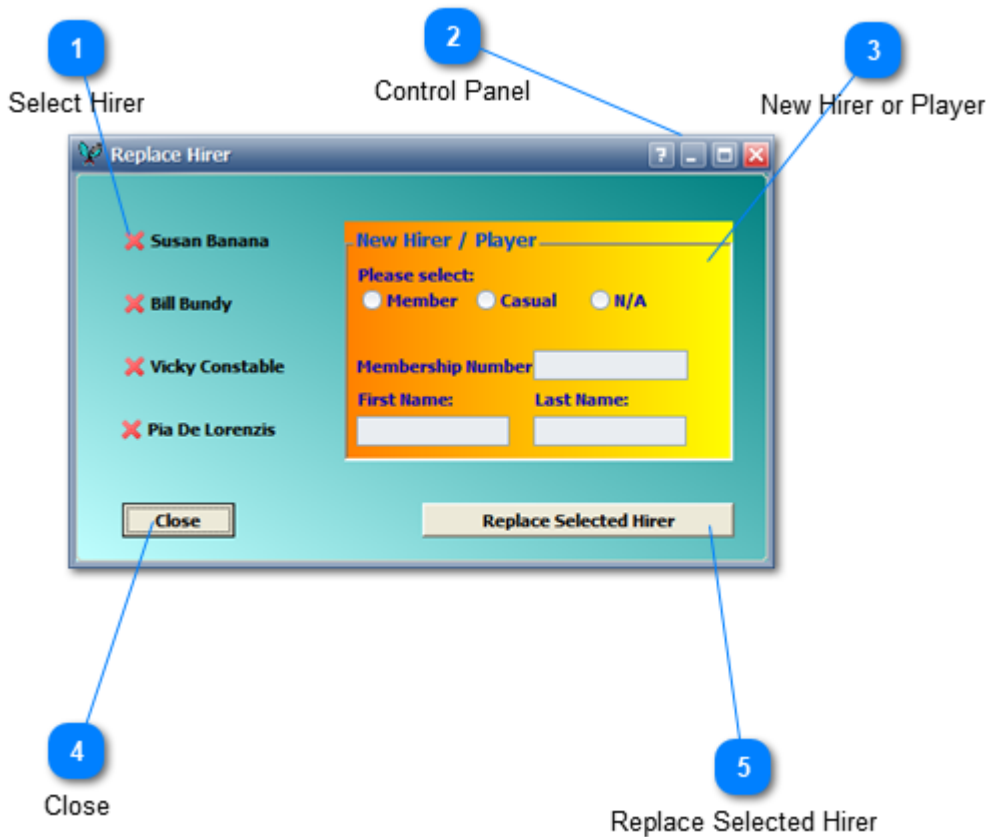 1
2
3
Select Hirer
Control Panel
New Hirer or Player
Replace Hirer
?
Susan Banana
Bill Bundy
Vicky Constable
Pia De Lorenzis
New Hirer / Player
Please select:
Member Casual N/A
Membership Number
First Name: Last Name:
Close
Replace Selected Hirer
4
5
Close
Replace Selected Hirer